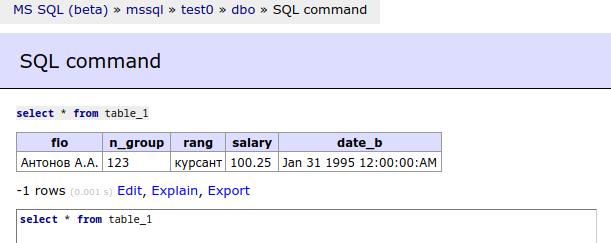 MS SQL (beta) » mssql » test0 » dbo » SQL command
SQL command
select * from table_1
fio n_group rang salary date_b
Антонов А.А. 123 курсант 100.25 Jan 31 1995 12:00:00:AM
-1 rows (0.001 s) Edit, Explain, Export
select * from table_1